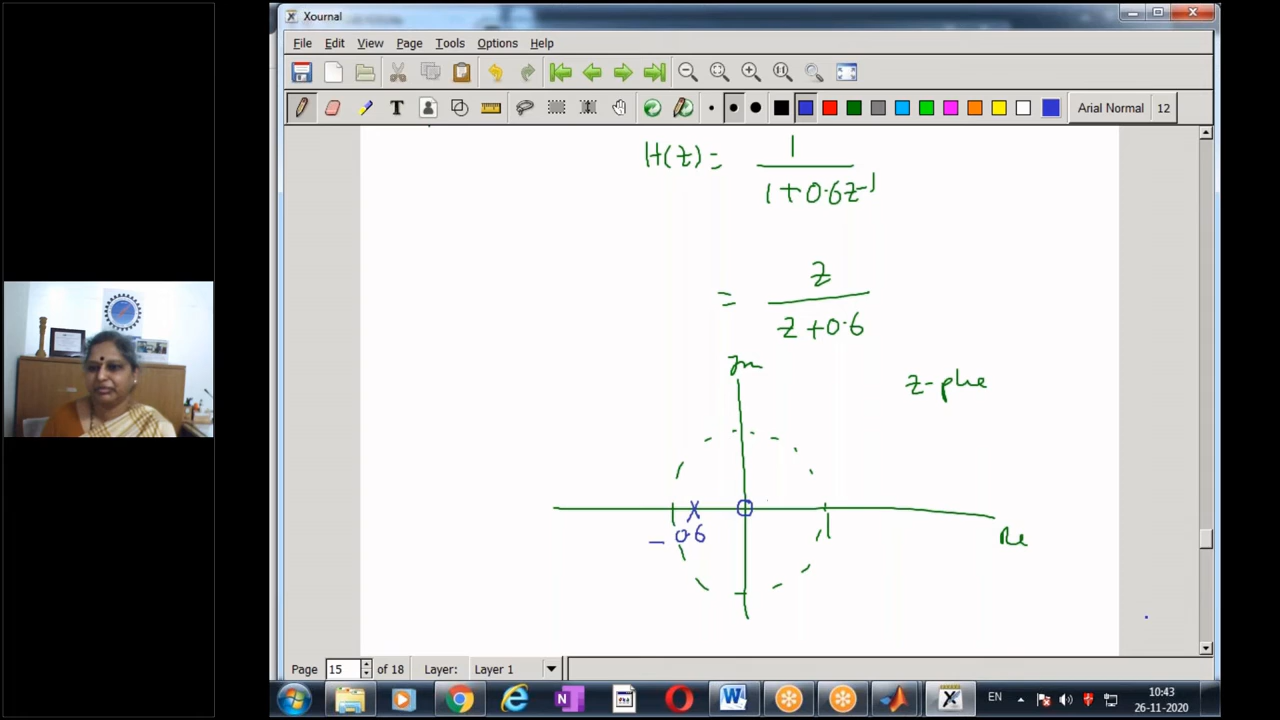 Xournal
File Edit View Page Tools Options Help
Arial Normal 12
H(z) = 1
1+0.6z-1
= z
z+0.6
Im
z-plane
-0.6
1
Re
Page 15 of 18 Layer: Layer 1
EN
10:43
26-11-2020